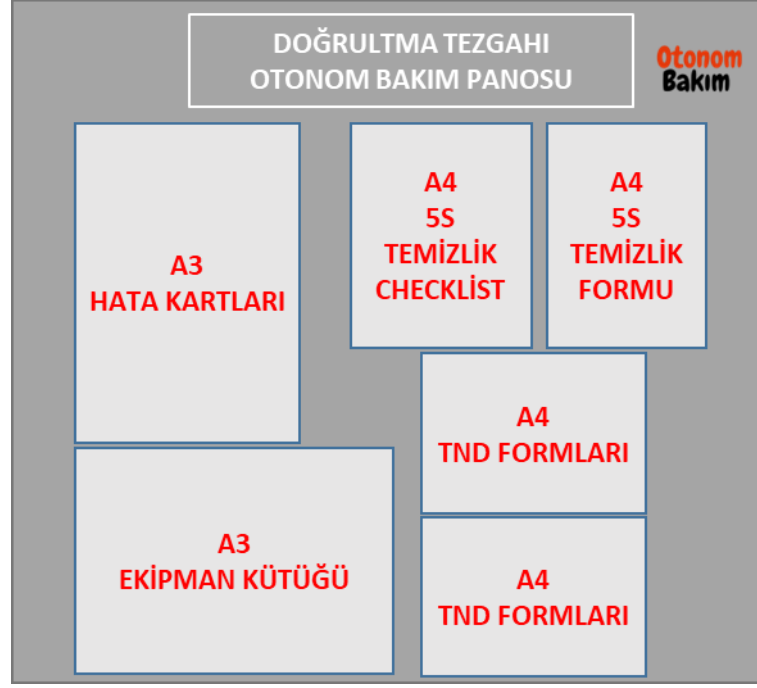 DOĞRULTMA TEZGAHI
OTONOM BAKIM PANOSU
Otonom
Bakım
A3
HATA KARTLARI
A4
5S
TEMİZLİK
CHECKLİST
A4
5S
TEMİZLİK
FORMU
A4
TND FORMLARI
A3
EKİPMAN KÜTÜĞÜ
A4
TND FORMLARI